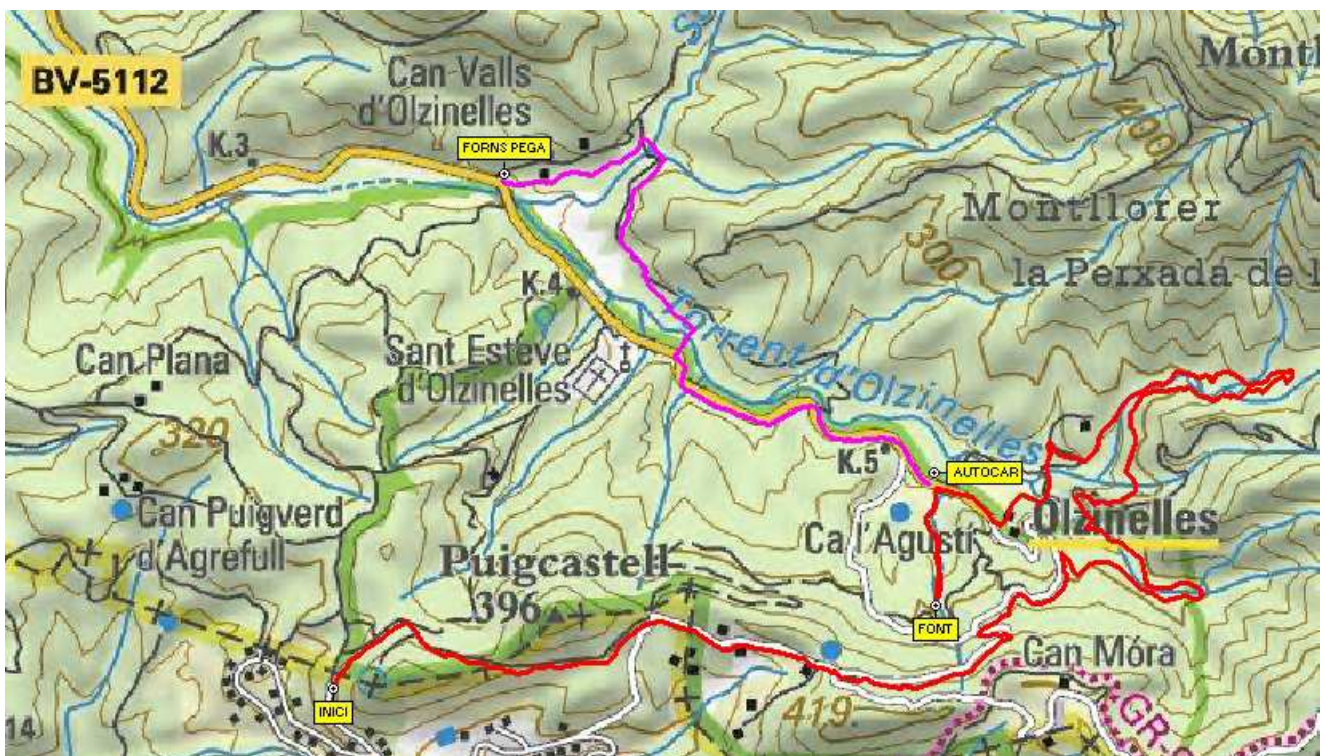 BV-5112
Can Valls
d'Olzinelles
Mont
K.3
FORNS PEGA
400
Montllorer
300
la Perxada de l
K.4
Torrent d'Olzinelles
Sant Esteve
d'Olzinelles
Can Plana
320
K.5
AUTOCAR
Can Puigverd
d'Agrefull
Ca l'Agustí
Olzinelles
Puigcastell
396
FONT
Can Móra
INICI
419
GR
14